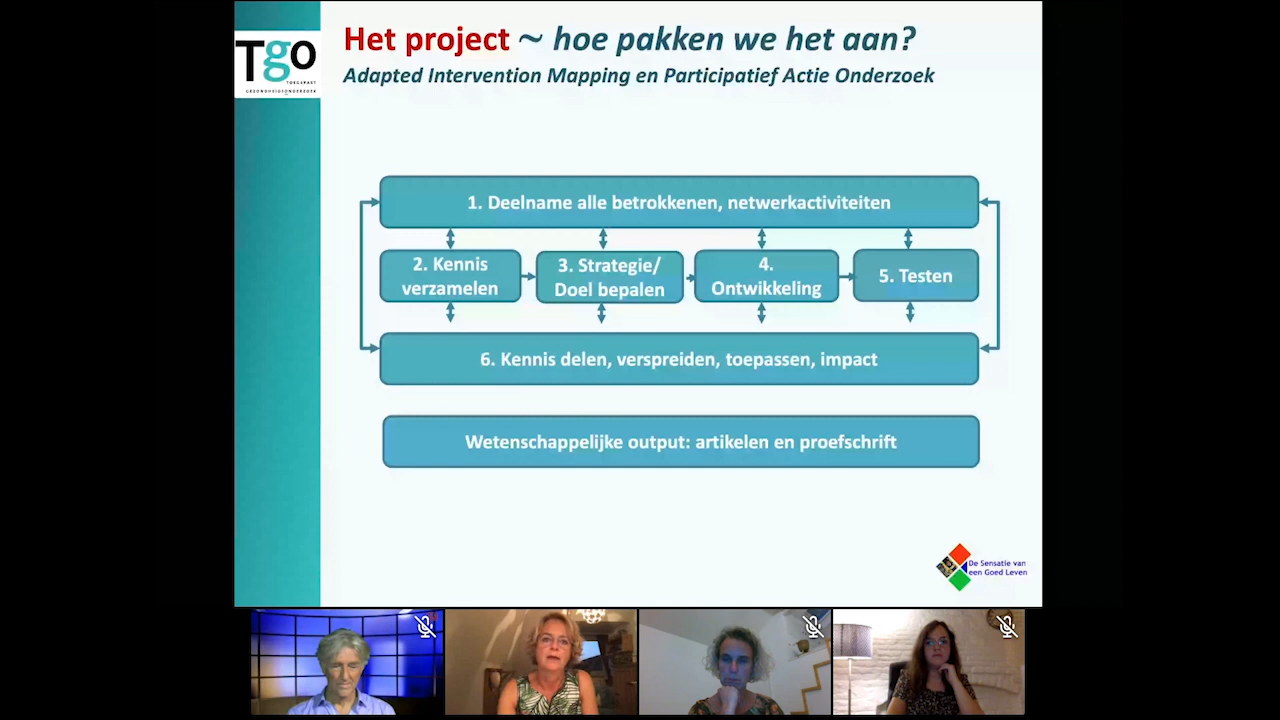 Het project ~ hoe pakken we het aan?
Tgo
TOEGEPAST
GEZONDHEIDSONDERZOEK
Adapted Intervention Mapping en Participatief Actie Onderzoek
1. Deelname alle betrokkenen, netwerkactiviteiten
2. Kennis
verzamelen
3. Strategie/
Doel bepalen
4.
Ontwikkeling
5. Testen
6. Kennis delen, verspreiden, toepassen, impact
Wetenschappelijke output: artikelen en proefschrift
De Sensatie van
een Goed Leven